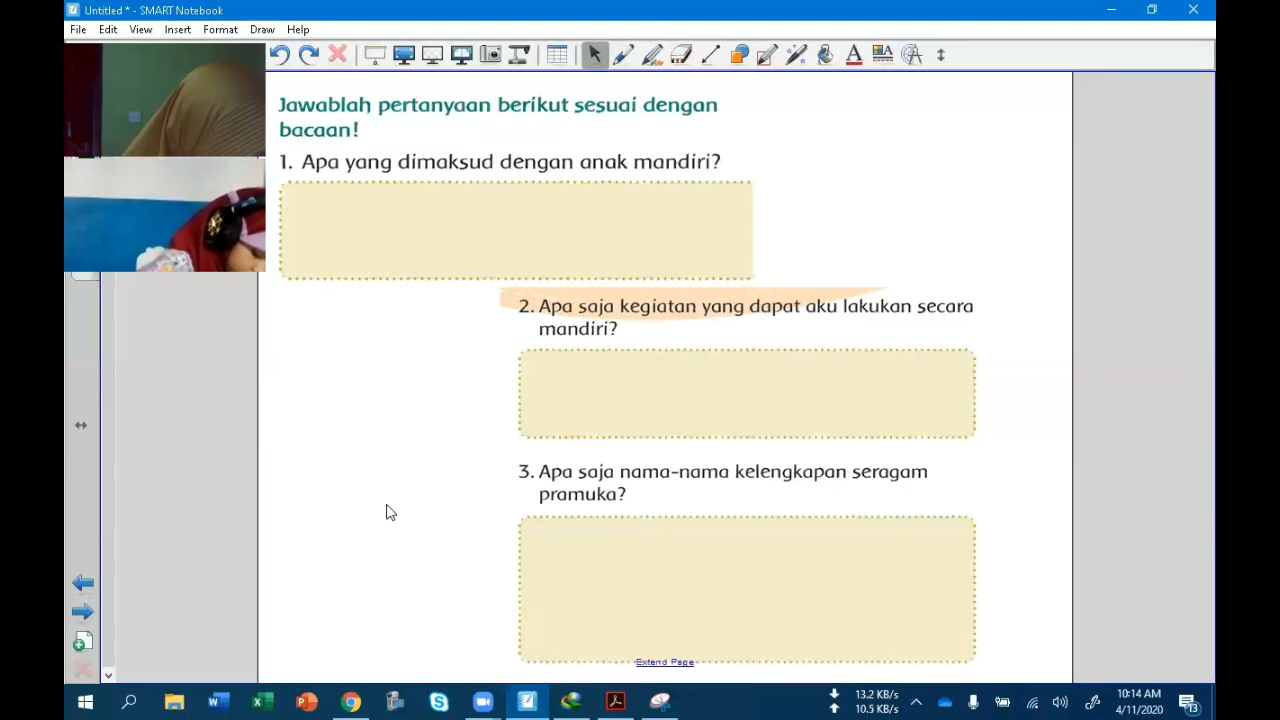 Untitled * - SMART Notebook
File Edit View Insert Format Draw Help
Jawablah pertanyaan berikut sesuai dengan
bacaan!
1. Apa yang dimaksud dengan anak mandiri?
2. Apa saja kegiatan yang dapat aku lakukan secara
mandiri?
3. Apa saja nama-nama kelengkapan seragam
pramuka?
Extend Page
13.2 KB/s
10.5 KB/s
10:14 AM
4/11/2020
13